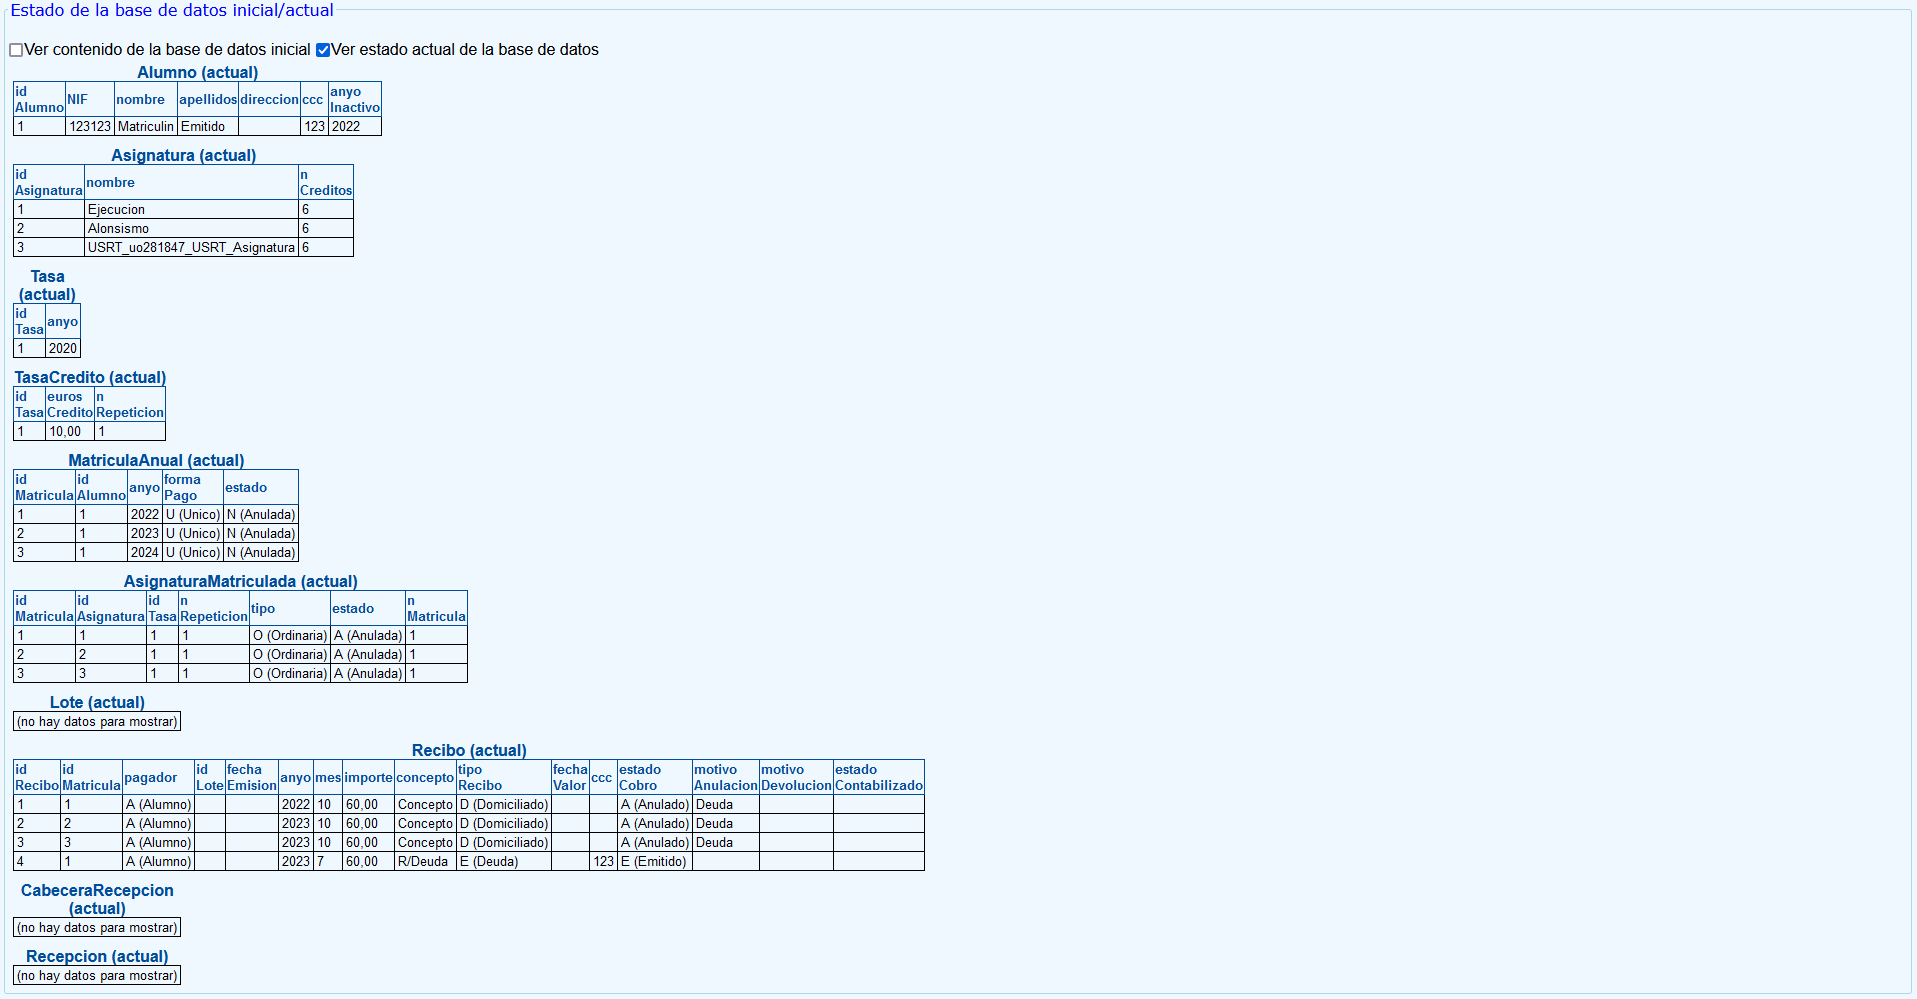 Estado de la base de datos inicial/actual
Ver contenido de la base de datos inicial Ver estado actual de la base de datos
Alumno (actual)
id Alumno NIF nombre apellidos direccion ccc anyo Inactivo
1 123123 Matriculin Emitido 123 2022
Asignatura (actual)
id Asignatura nombre n Creditos
1 Ejecucion 6
2 Alonsismo 6
3 USRT_uo281847_USRT_Asignatura 6
Tasa (actual)
id Tasa anyo
1 2020
TasaCredito (actual)
id Tasa euros Credito n Repeticion
1 10,00 1
MatriculaAnual (actual)
id Matricula id Alumno anyo forma Pago estado
1 1 2022 U (Unico) N (Anulada)
2 1 2023 U (Unico) N (Anulada)
3 1 2024 U (Unico) N (Anulada)
AsignaturaMatriculada (actual)
id Matricula id Asignatura id Tasa n Repeticion tipo estado n Matricula
1 1 1 1 O (Ordinaria) A (Anulada) 1
2 2 1 1 O (Ordinaria) A (Anulada) 1
3 3 1 1 O (Ordinaria) A (Anulada) 1
Lote (actual)
(no hay datos para mostrar)
Recibo (actual)
id Recibo id Matricula pagador id Lote fecha Emision anyo mes importe concepto tipo Recibo fecha Valor ccc estado Cobro motivo Anulacion motivo Devolucion estado Contabilizado
1 1 A (Alumno) 2022 10 60,00 Concepto D (Domiciliado) A (Anulado) Deuda
2 2 A (Alumno) 2023 10 60,00 Concepto D (Domiciliado) A (Anulado) Deuda
3 3 A (Alumno) 2023 10 60,00 Concepto D (Domiciliado) A (Anulado) Deuda
4 1 A (Alumno) 2023 7 60,00 R/Deuda E (Deuda) 123 E (Emitido)
CabeceraRecepcion (actual)
(no hay datos para mostrar)
Recepcion (actual)
(no hay datos para mostrar)